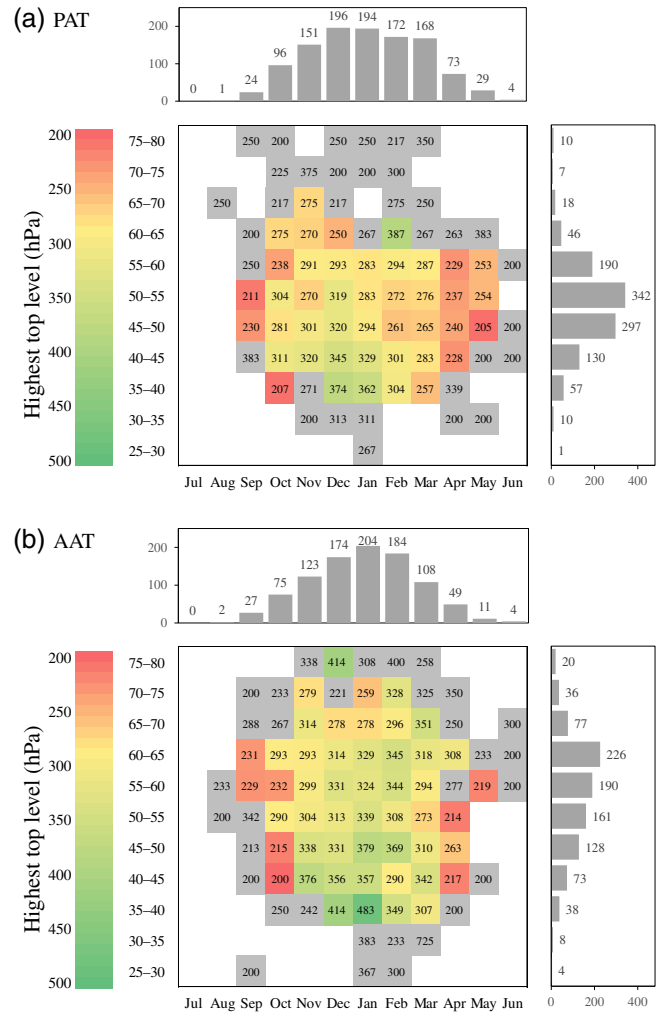 (a) PAT
200
100
0
0 1 24 96 151 196 194 172 168 73 29 4
Highest top level (hPa)
200
250
300
350
400
450
500
75–80 250 200 250 250 217 350 10
70–75 225 375 200 200 300 7
65–70 250 217 275 217 275 250 18
60–65 200 275 270 250 267 387 267 263 383 46
55–60 250 238 291 293 283 294 287 229 253 200 190
50–55 211 304 270 319 283 272 276 237 254 342
45–50 230 281 301 320 294 261 265 240 205 200 297
40–45 383 311 320 345 329 301 283 228 200 200 130
35–40 207 271 374 362 304 257 339 57
30–35 200 313 311 200 200 10
25–30 267 1
Jul Aug Sep Oct Nov Dec Jan Feb Mar Apr May Jun
0 200 400
(b) AAT
200
100
0
0 2 27 75 123 174 204 184 108 49 11 4
Highest top level (hPa)
200
250
300
350
400
450
500
75–80 338 414 308 400 258 20
70–75 200 233 279 221 259 328 325 350 36
65–70 288 267 314 278 278 296 351 250 300 77
60–65 231 293 293 314 329 345 318 308 233 200 226
55–60 233 229 232 299 331 324 344 294 277 219 200 190
50–55 200 342 290 304 313 339 308 273 214 161
45–50 213 215 338 331 379 369 310 263 128
40–45 200 200 376 356 357 290 342 217 200 73
35–40 250 242 414 483 349 307 200 38
30–35 383 233 725 8
25–30 200 367 300 4
Jul Aug Sep Oct Nov Dec Jan Feb Mar Apr May Jun
0 200 400